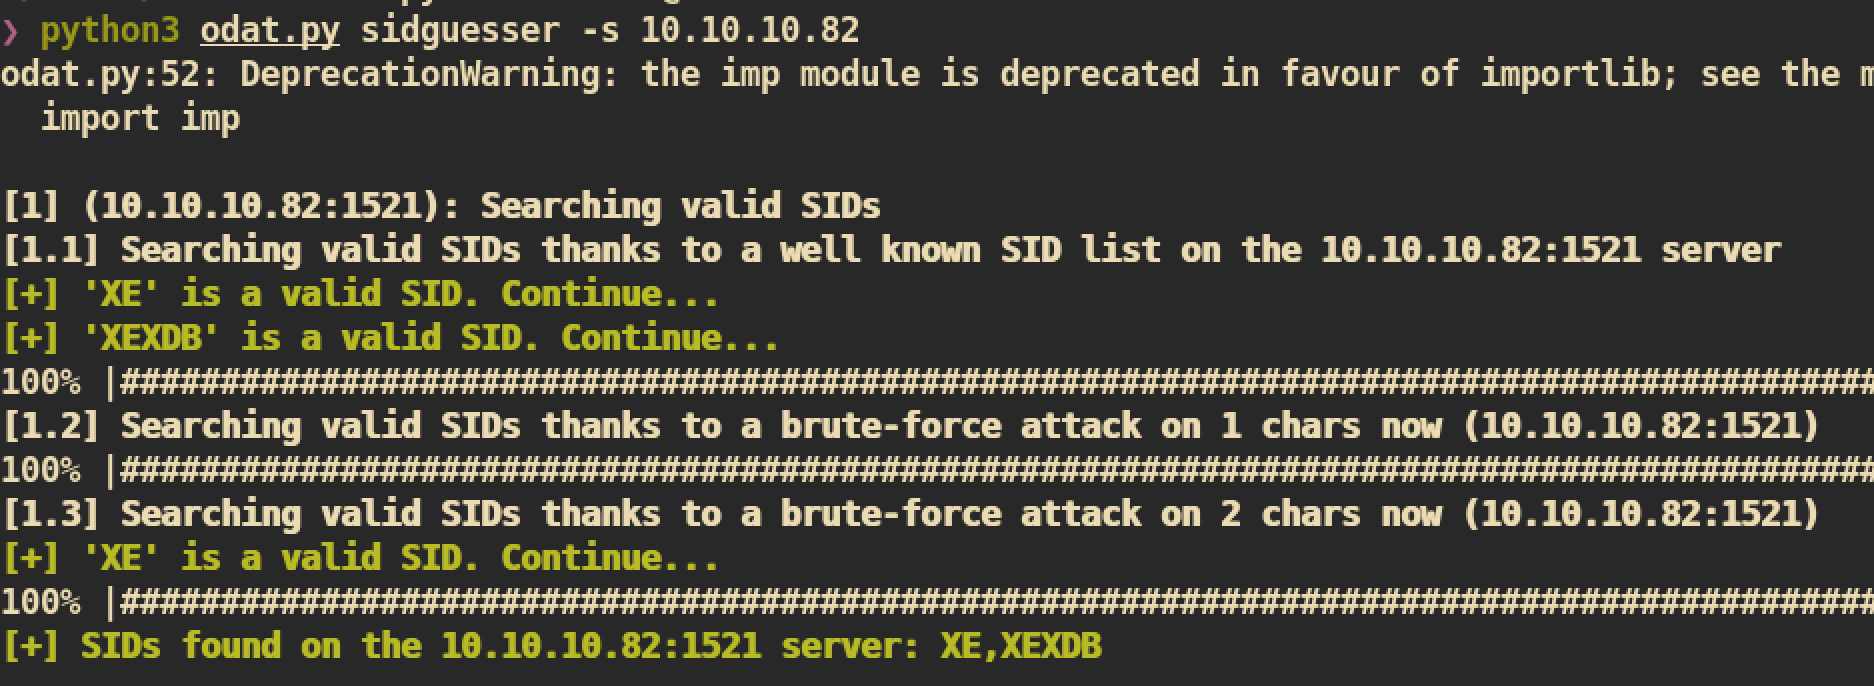 ❯ python3 odat.py sidguesser -s 10.10.10.82
odat.py:52: DeprecationWarning: the imp module is deprecated in favour of importlib; see the m
  import imp

[1] (10.10.10.82:1521): Searching valid SIDs
[1.1] Searching valid SIDs thanks to a well known SID list on the 10.10.10.82:1521 server
[+] 'XE' is a valid SID. Continue...
[+] 'XEXDB' is a valid SID. Continue...
100% |########################################################################################
[1.2] Searching valid SIDs thanks to a brute-force attack on 1 chars now (10.10.10.82:1521)
100% |########################################################################################
[1.3] Searching valid SIDs thanks to a brute-force attack on 2 chars now (10.10.10.82:1521)
[+] 'XE' is a valid SID. Continue...
100% |########################################################################################
[+] SIDs found on the 10.10.10.82:1521 server: XE,XEXDB